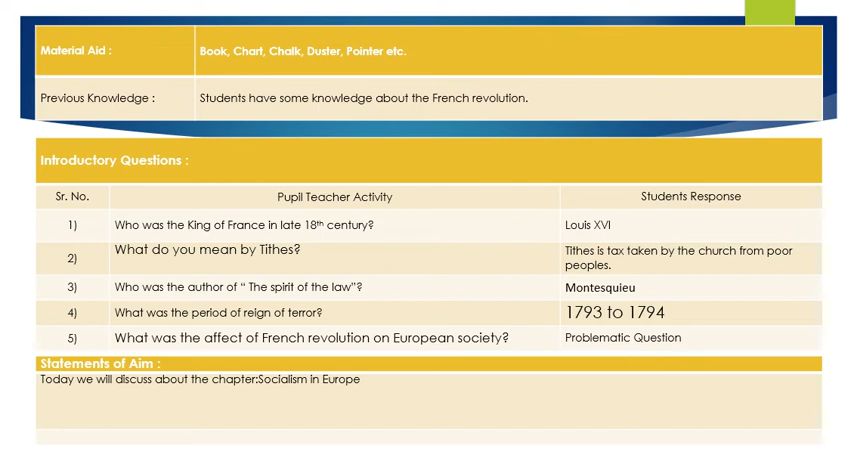 Material Aid : Book, Chart, Chalk, Duster, Pointer etc.
Previous Knowledge : Students have some knowledge about the French revolution.
Introductory Questions :
Sr. No. Pupil Teacher Activity Students Response
1) Who was the King of France in late 18th century? Louis XVI
2) What do you mean by Tithes? Tithes is tax taken by the church from poor
peoples.
3) Who was the author of “ The spirit of the law”? Montesquieu
4) What was the period of reign of terror? 1793 to 1794
5) What was the affect of French revolution on European society? Problematic Question
Statements of Aim :
Today we will discuss about the chapter:Socialism in Europe